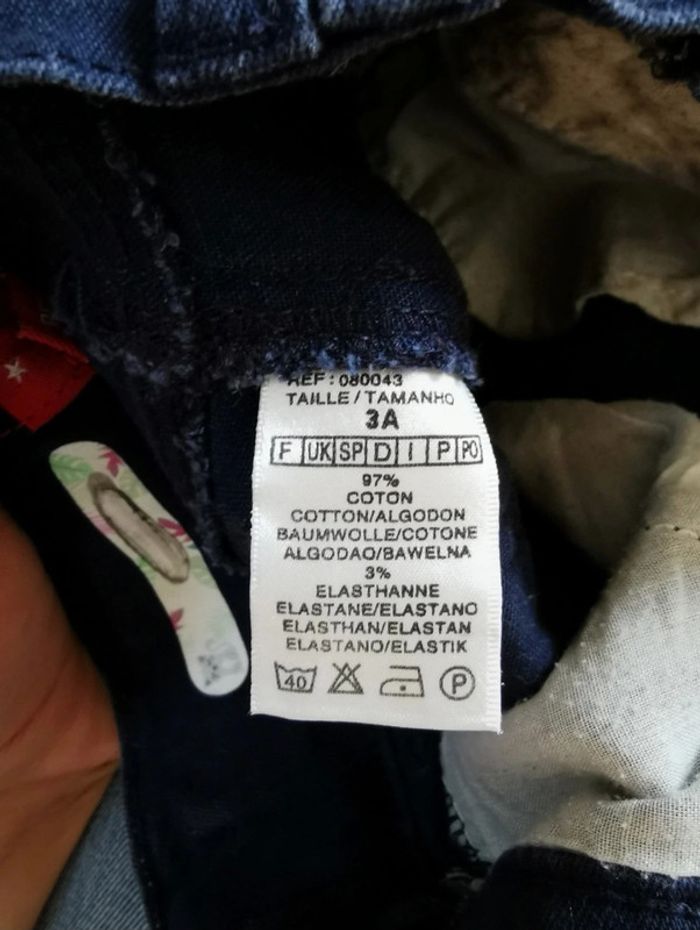 REF: 080043
TAILLE/TAMANHO
3A
F UK SP D I P PO
97%
COTON
COTTON/ALGODON
BAUMWOLLE/COTONE
ALGODAO/BAWELNA
3%
ELASTHANNE
ELASTANE/ELASTANO
ELASTHAN/ELASTAN
ELASTANO/ELASTIK
40 P